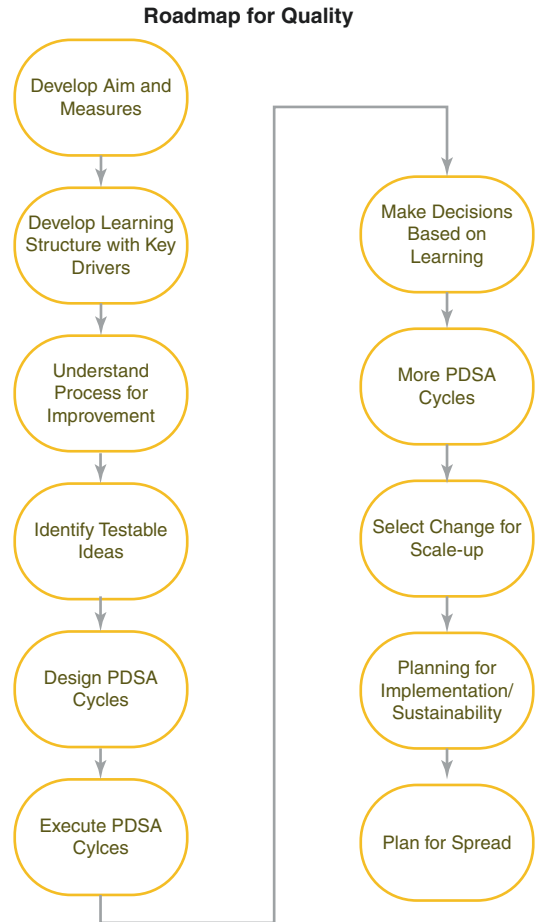 Roadmap for Quality
Develop Aim and
Measures
Develop Learning
Structure with Key
Drivers
Understand
Process for
Improvement
Identify Testable
Ideas
Design PDSA
Cycles
Execute PDSA
Cylces
Make Decisions
Based on
Learning
More PDSA
Cycles
Select Change for
Scale-up
Planning for
Implementation/
Sustainability
Plan for Spread